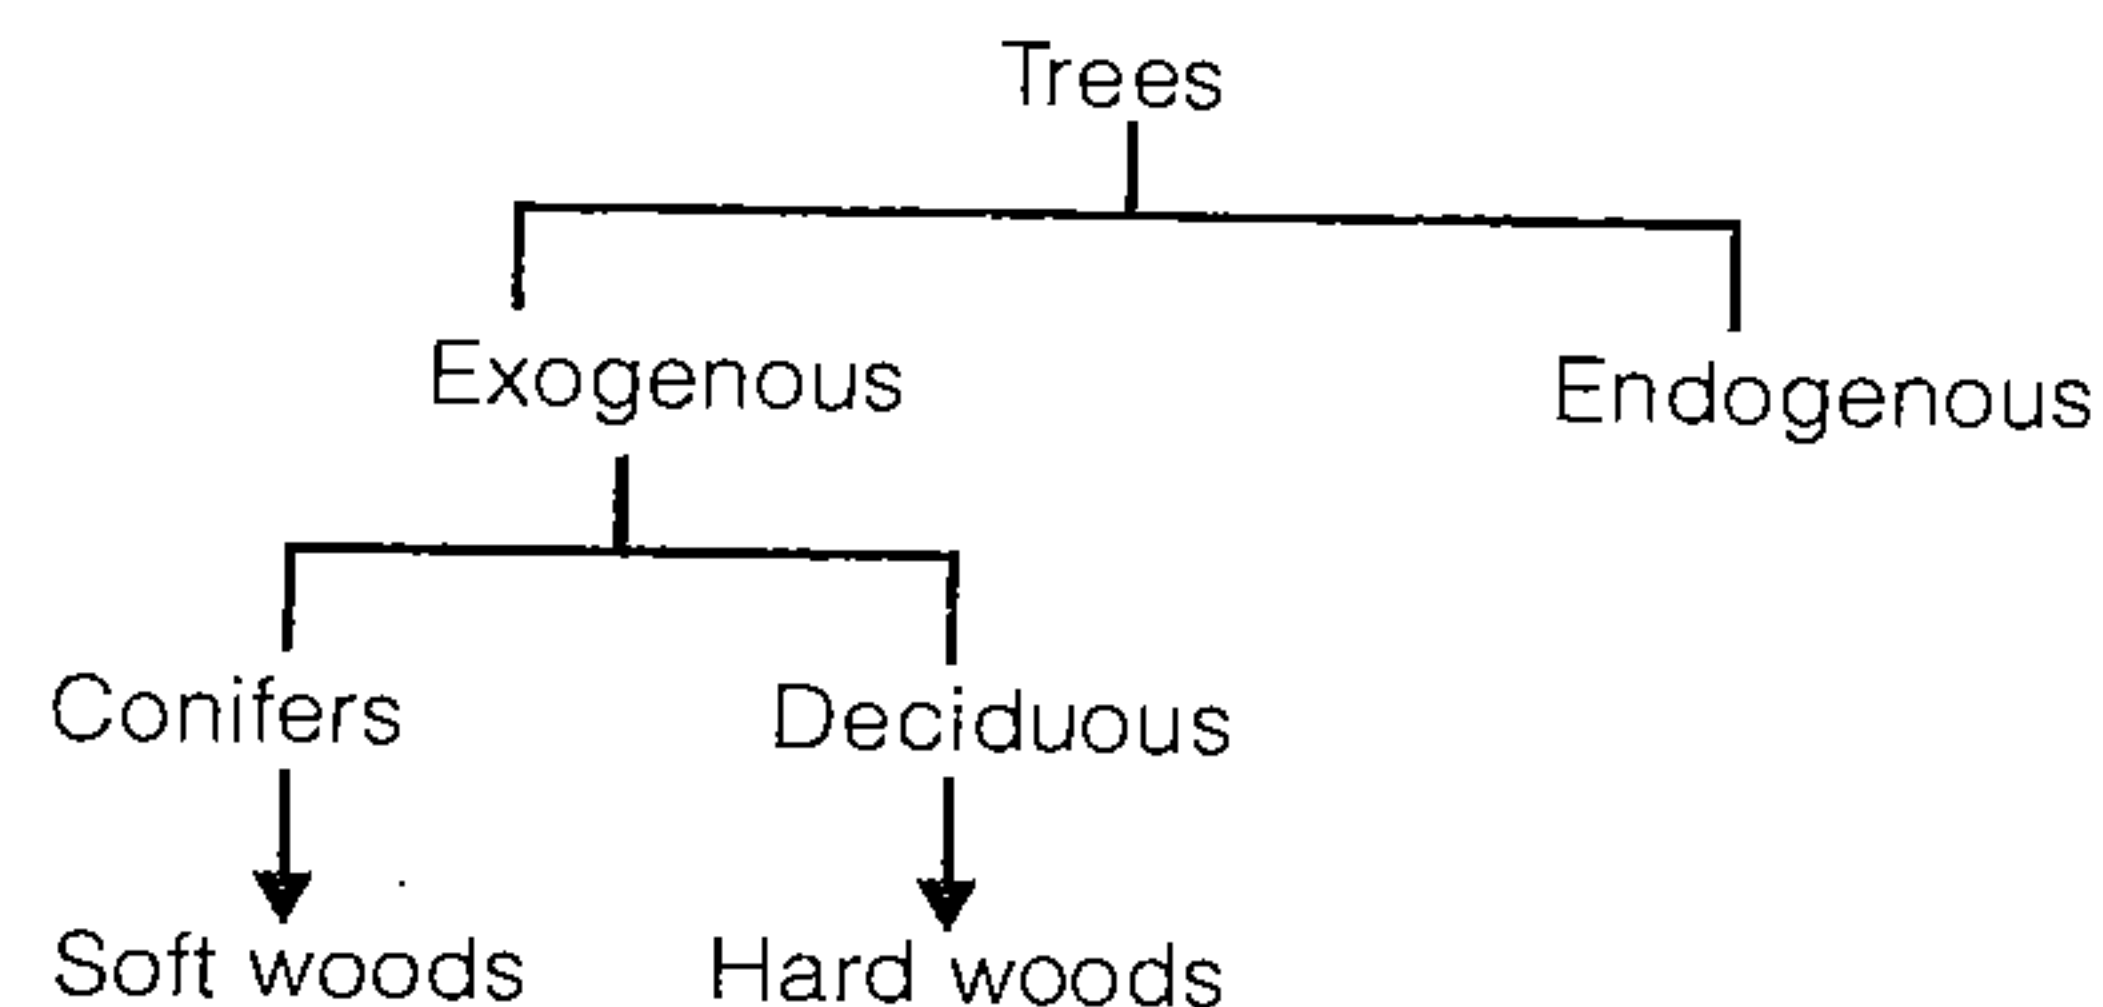 Trees
Exogenous Endogenous
Conifers Deciduous
Soft woods Hard woods